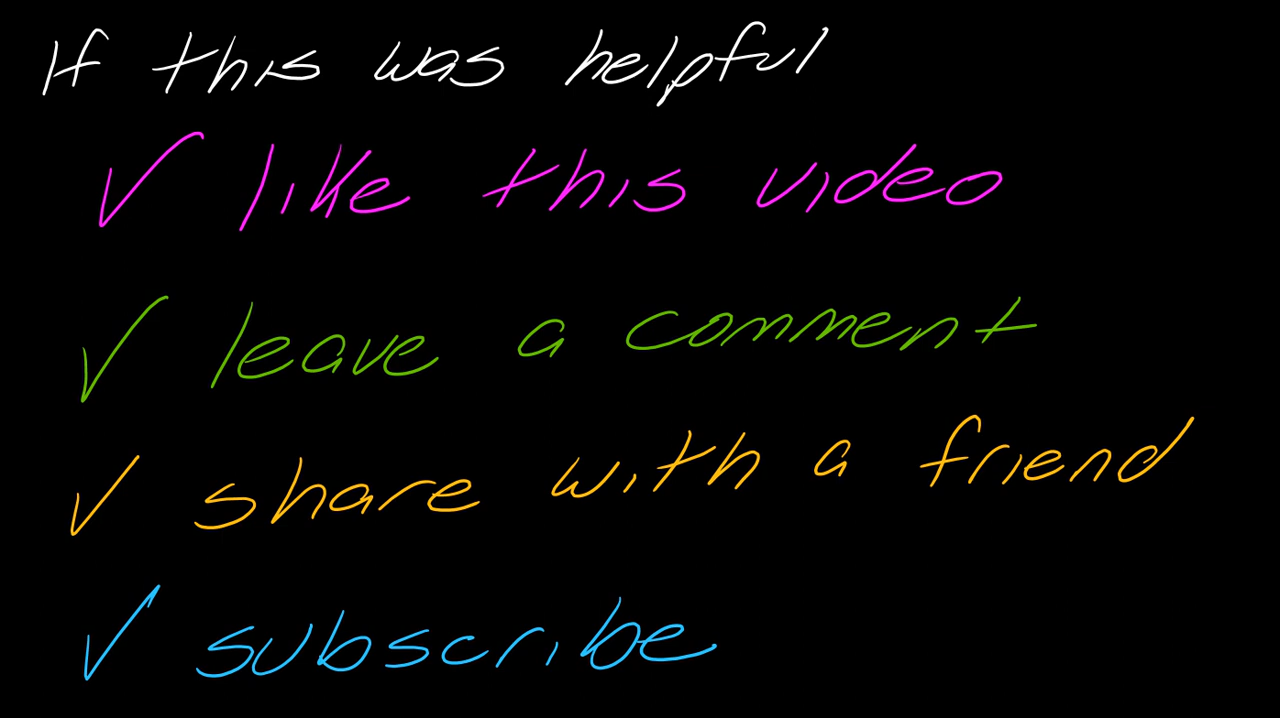 If this was helpful
✓ like this video
✓ leave a comment
✓ share with a friend
✓ subscribe